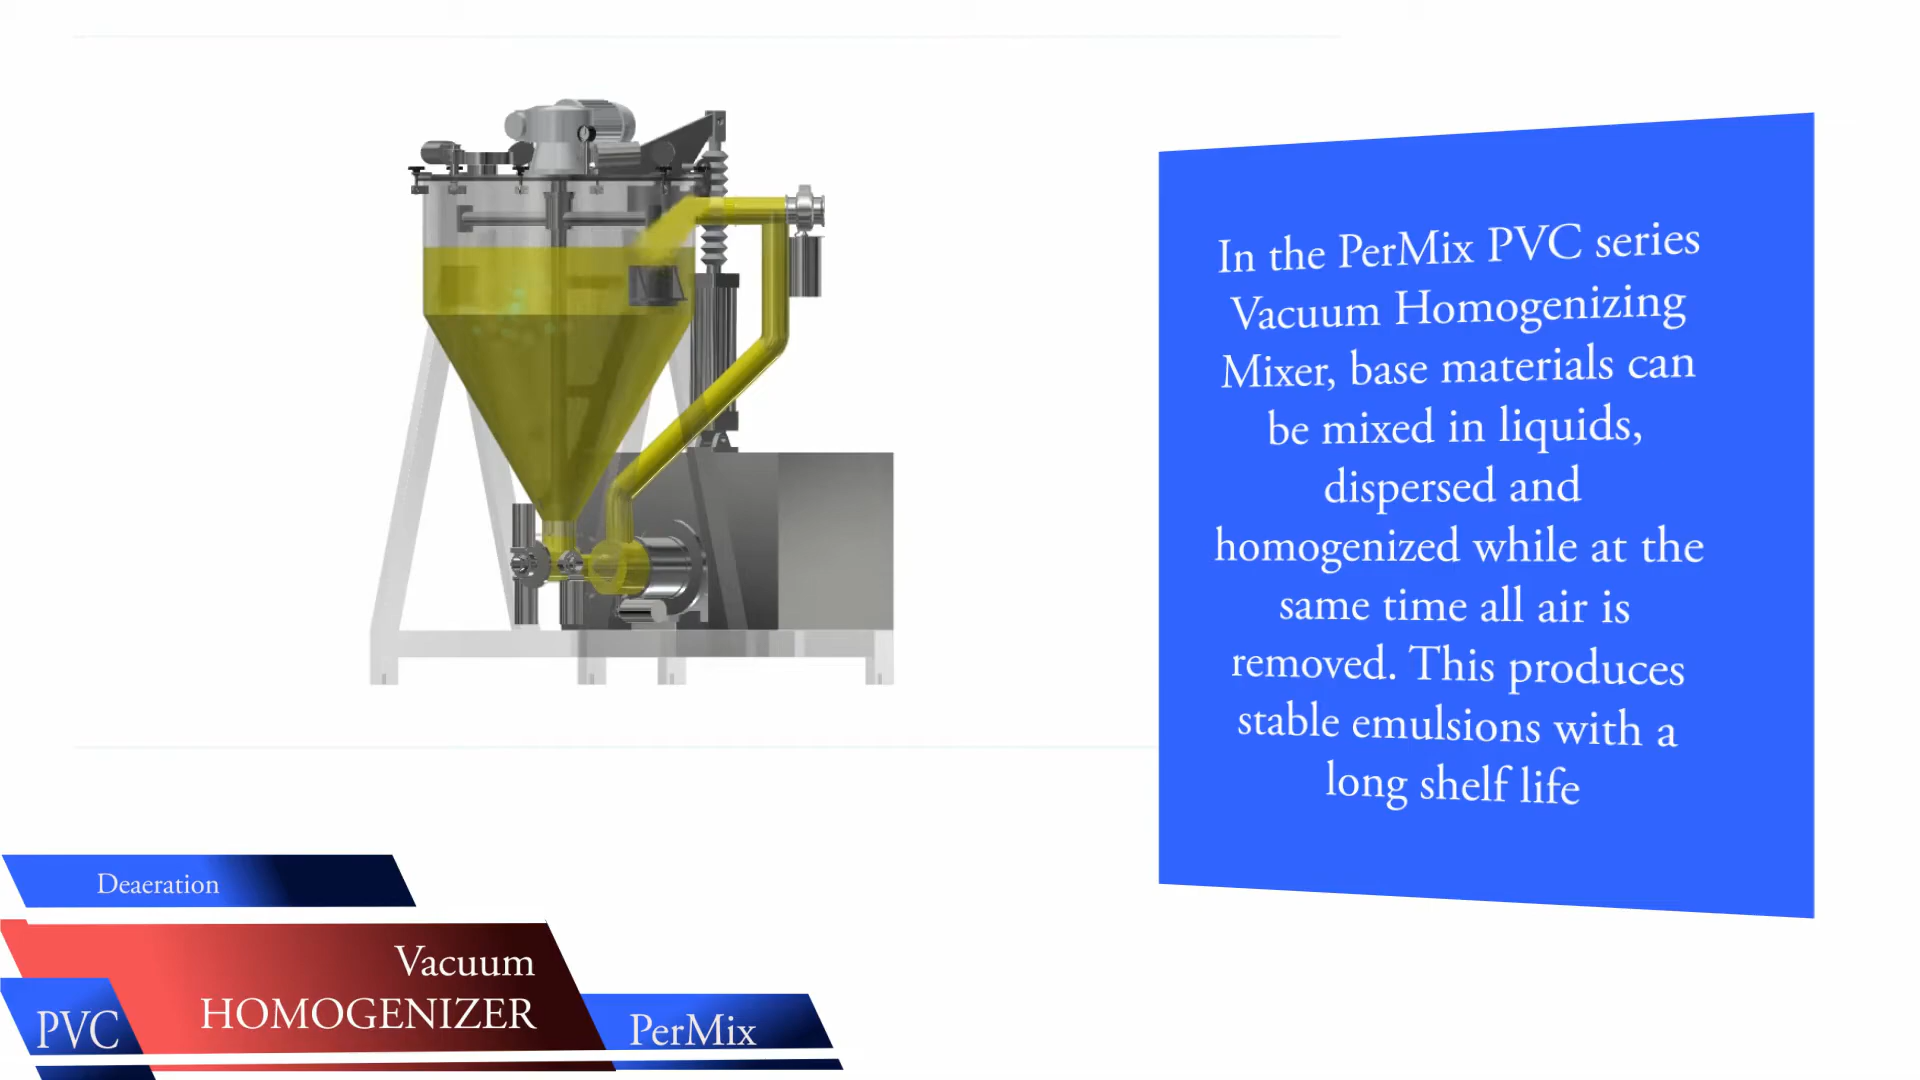 In the PerMix PVC series
Vacuum Homogenizing
Mixer, base materials can
be mixed in liquids,
dispersed and
homogenized while at the
same time all air is
removed. This produces
stable emulsions with a
long shelf life
Deaeration
Vacuum
HOMOGENIZER
PVC
PerMix